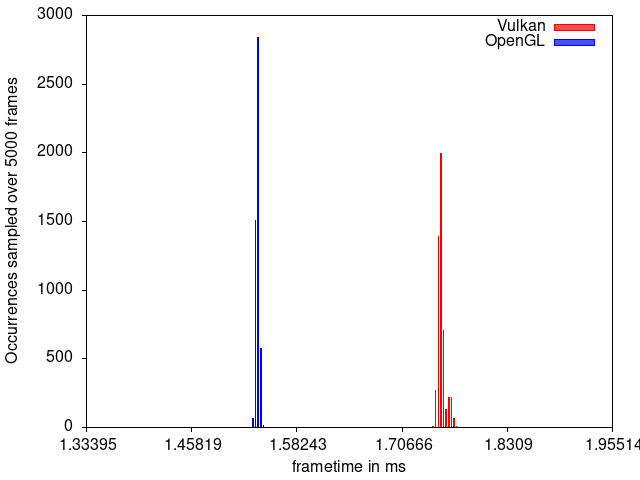 3000
Vulkan
OpenGL
2500
2000
1500
1000
500
0
Occurrences sampled over 5000 frames
1.33395 1.45819 1.58243 1.70666 1.8309 1.95514
frametime in ms